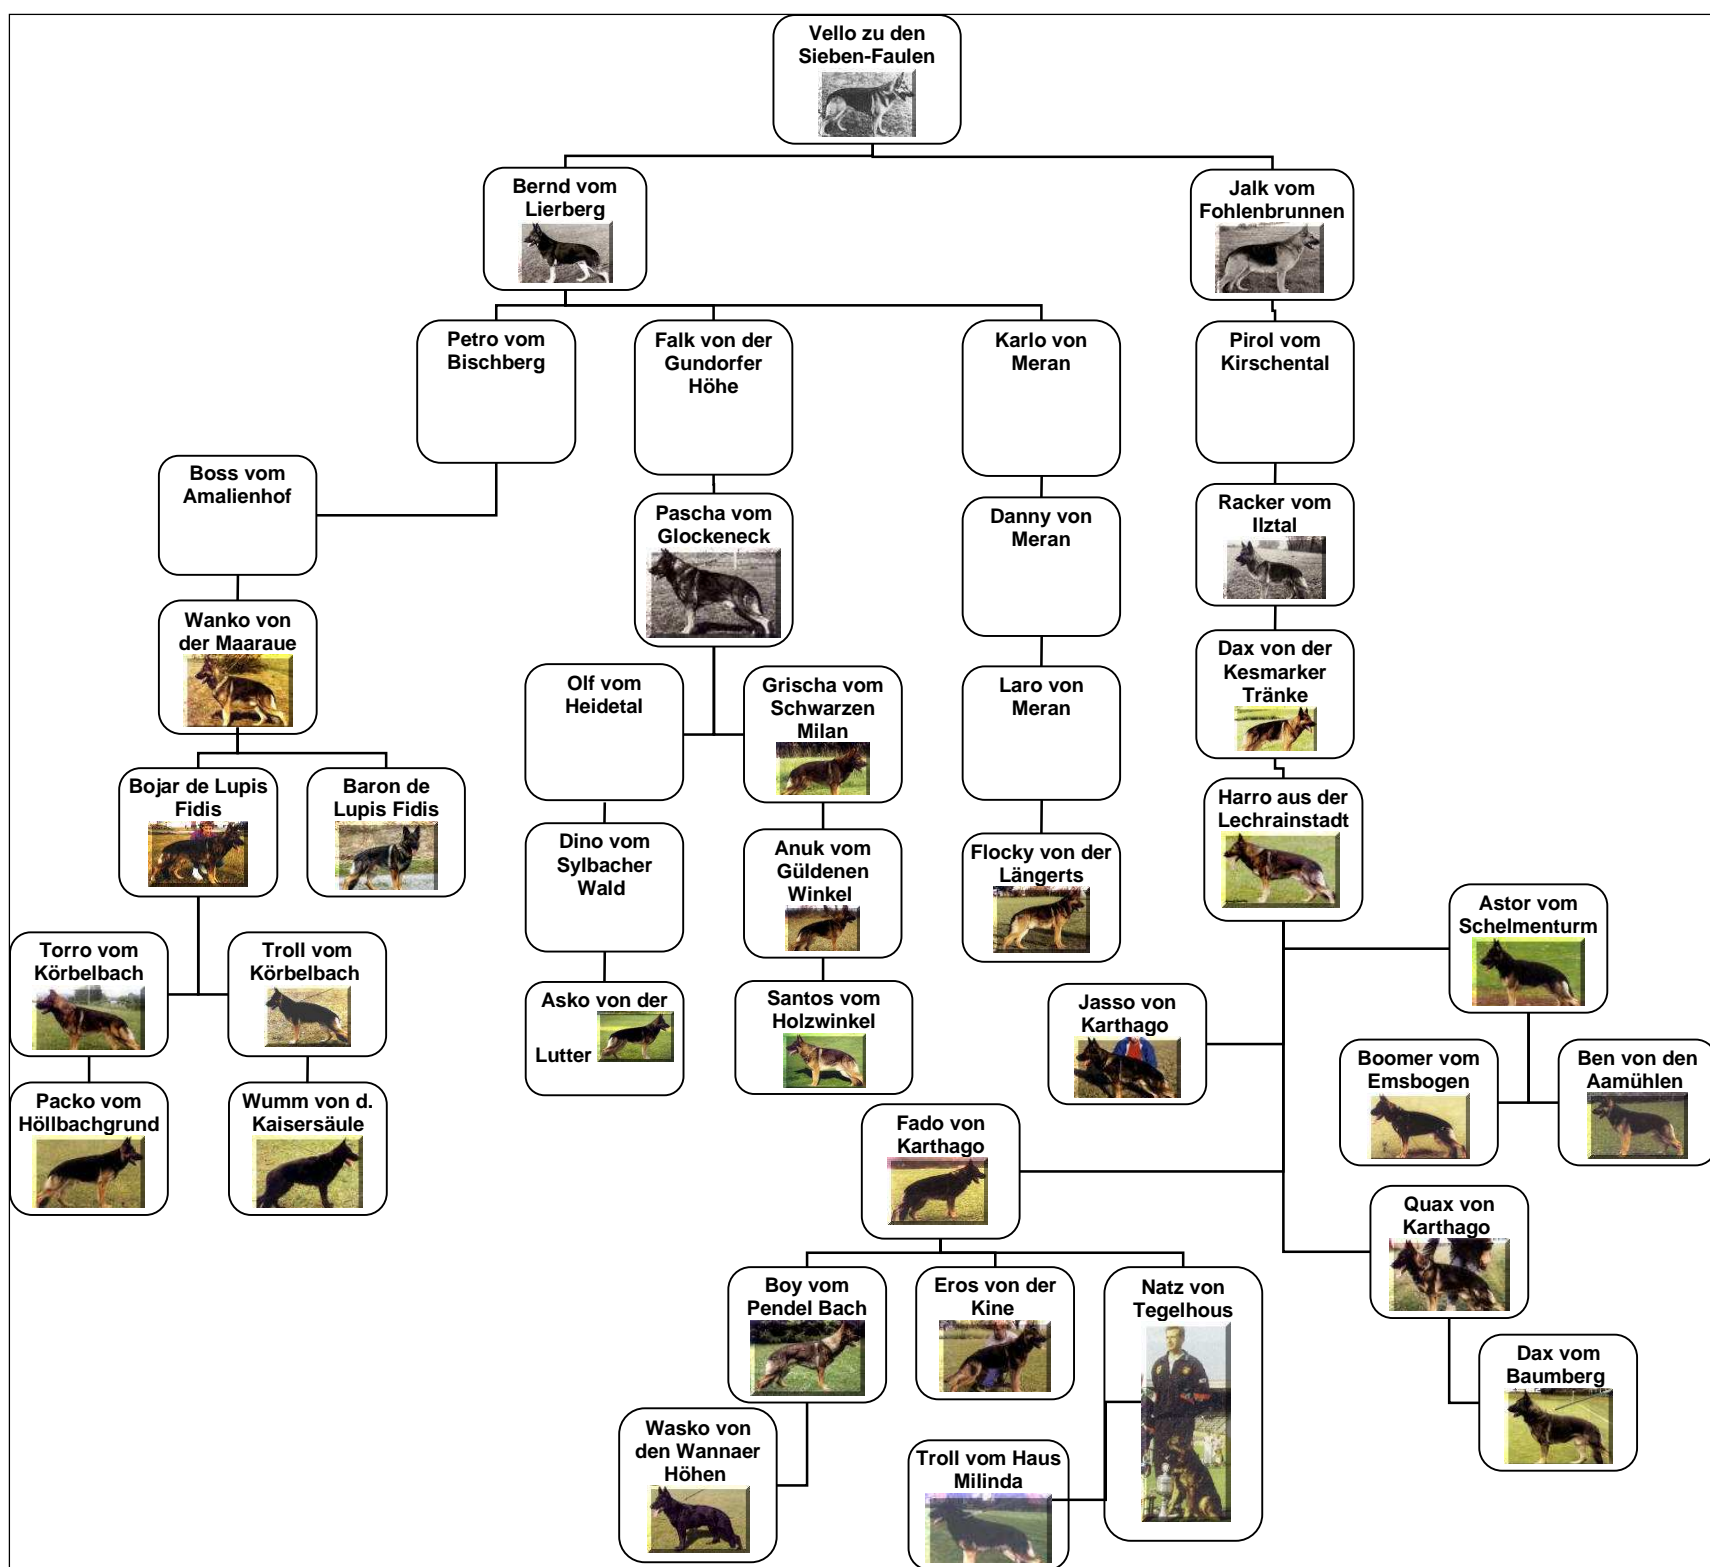 Vello zu den
Sieben-Faulen
Bernd vom
Lierberg
Jalk vom
Fohlenbrunnen
Petro vom
Bischberg
Falk von der
Gundorfer
Höhe
Karlo von
Meran
Pirol vom
Kirschental
Boss vom
Amalienhof
Pascha vom
Glockeneck
Danny von
Meran
Racker vom
Ilztal
Wanko von
der Maaraue
Olf vom
Heidetal
Grischa vom
Schwarzen
Milan
Laro von
Meran
Dax von der
Kesmarker
Tränke
Bojar de Lupis
Fidis
Baron de
Lupis Fidis
Dino vom
Sylbacher
Wald
Anuk vom
Güldenen
Winkel
Flocky von der
Längerts
Harro aus der
Lechrainstadt
Astor vom
Schelmenturm
Torro vom
Körbelbach
Troll vom
Körbelbach
Asko von der
Lutter
Santos vom
Holzwinkel
Jasso von
Karthago
Boomer vom
Emsbogen
Ben von den
Aamühlen
Packo vom
Höllbachgrund
Wumm von d.
Kaisersäule
Fado von
Karthago
Quax von
Karthago
Boy vom
Pendel Bach
Eros von der
Kine
Natz von
Tegelhous
Dax vom
Baumberg
Wasko von
den Wannaer
Höhen
Troll vom Haus
Milinda